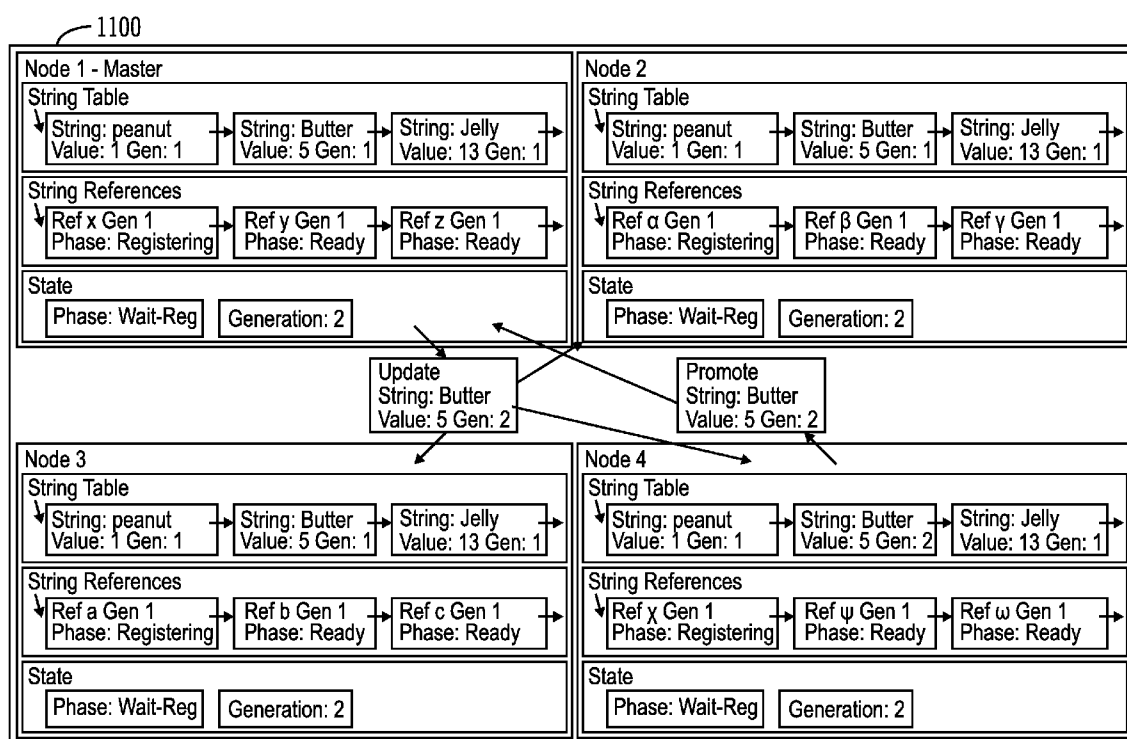 1100
Node 1 - Master
String Table
String: peanut
Value: 1 Gen: 1
String: Butter
Value: 5 Gen: 1
String: Jelly
Value: 13 Gen: 1
String References
Ref x Gen 1
Phase: Registering
Ref y Gen 1
Phase: Ready
Ref z Gen 1
Phase: Ready
State
Phase: Wait-Reg
Generation: 2
Node 2
String Table
String: peanut
Value: 1 Gen: 1
String: Butter
Value: 5 Gen: 1
String: Jelly
Value: 13 Gen: 1
String References
Ref α Gen 1
Phase: Registering
Ref β Gen 1
Phase: Ready
Ref γ Gen 1
Phase: Ready
State
Phase: Wait-Reg
Generation: 2
Update
String: Butter
Value: 5 Gen: 2
Promote
String: Butter
Value: 5 Gen: 2
Node 3
String Table
String: peanut
Value: 1 Gen: 1
String: Butter
Value: 5 Gen: 1
String: Jelly
Value: 13 Gen: 1
String References
Ref a Gen 1
Phase: Registering
Ref b Gen 1
Phase: Ready
Ref c Gen 1
Phase: Ready
State
Phase: Wait-Reg
Generation: 2
Node 4
String Table
String: peanut
Value: 1 Gen: 1
String: Butter
Value: 5 Gen: 2
String: Jelly
Value: 13 Gen: 1
String References
Ref χ Gen 1
Phase: Registering
Ref ψ Gen 1
Phase: Ready
Ref ω Gen 1
Phase: Ready
State
Phase: Wait-Reg
Generation: 2